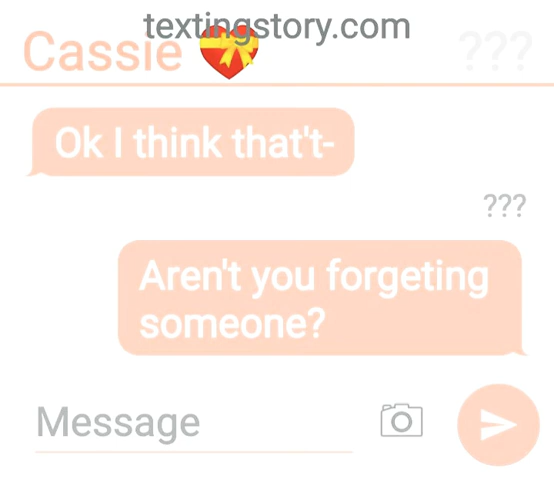 textingstory.com
Cassie ???
Ok I think that't-
???
Aren't you forgeting
someone?
Message